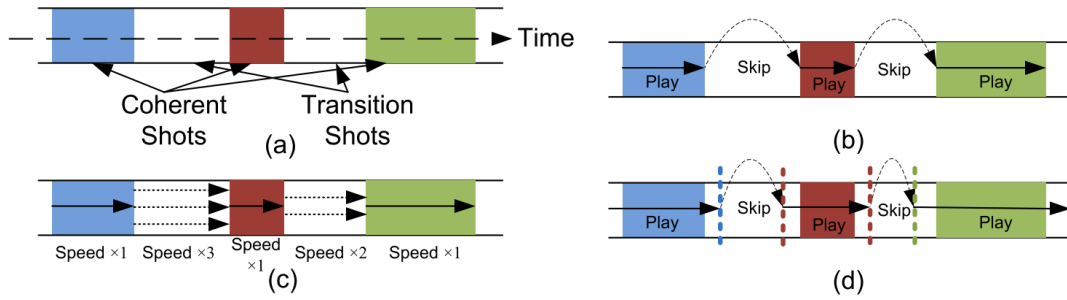 Time
Coherent
Shots
Transition
Shots
(a)
Play
Skip
Play
Skip
Play
(b)
Speed ×1
Speed ×3
Speed
×1
Speed ×2
Speed ×1
(c)
Play
Skip
Play
Skip
Play
(d)